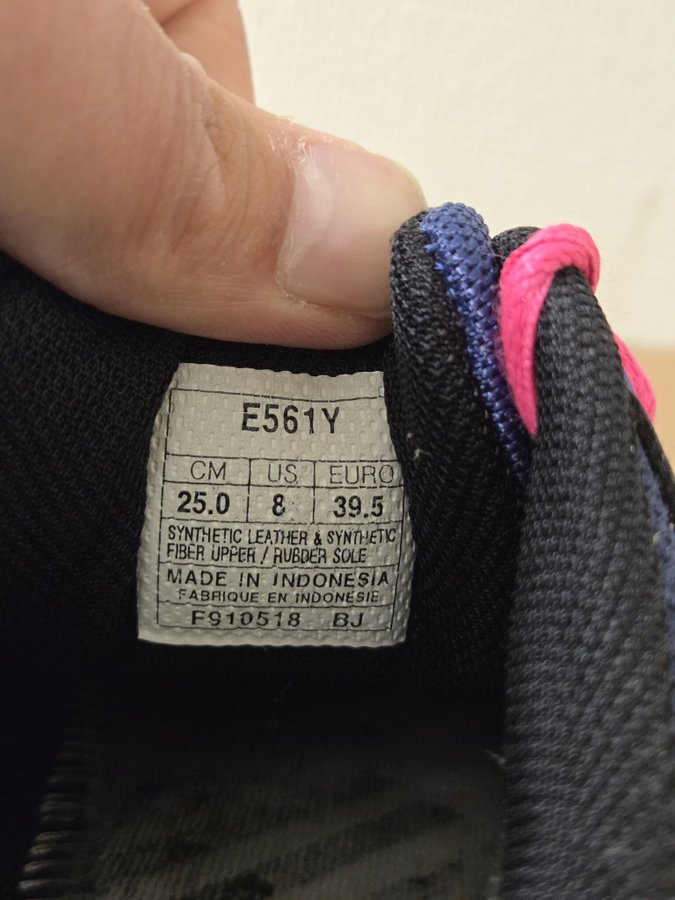 E561Y
CM US EURO
25.0 8 39.5
SYNTHETIC LEATHER & SYNTHETIC
FIBER UPPER / RUBBER SOLE
MADE IN INDONESIA
FABRIQUE EN INDONESIE
F910518 BJ